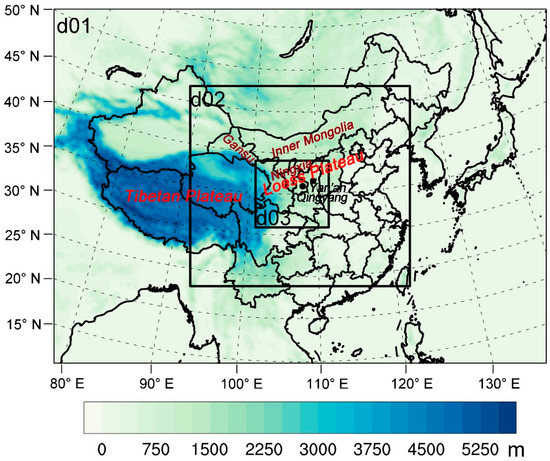 50° N
d01
45° N
40° N
d02
Inner Mongolia
Gansu
35° N
Ningxia
Loess Plateau
Yan'an
30° N
Tibetan Plateau
Qingyang
d03
25° N
20° N
15° N
80° E
90° E
100° E
110° E
120° E
130° E
0
750
1500
2250
3000
3750
4500
5250
m